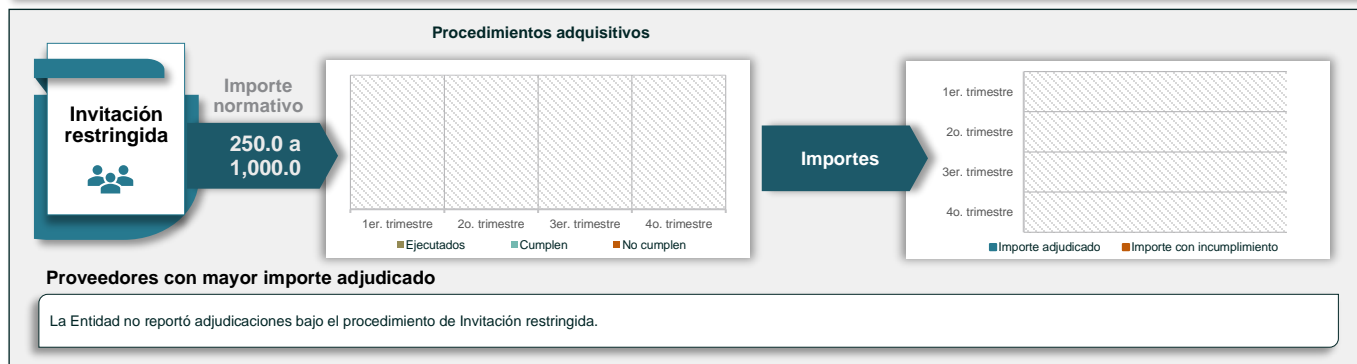 Procedimientos adquisitivos
Invitación
restringida
Importe
normativo
250.0 a
1,000.0
1er. trimestre
2o. trimestre
3er. trimestre
4o. trimestre
Ejecutados
Cumplen
No cumplen
Importes
1er. trimestre
2o. trimestre
3er. trimestre
4o. trimestre
Importe adjudicado
Importe con incumplimiento
Proveedores con mayor importe adjudicado
La Entidad no reportó adjudicaciones bajo el procedimiento de Invitación restringida.